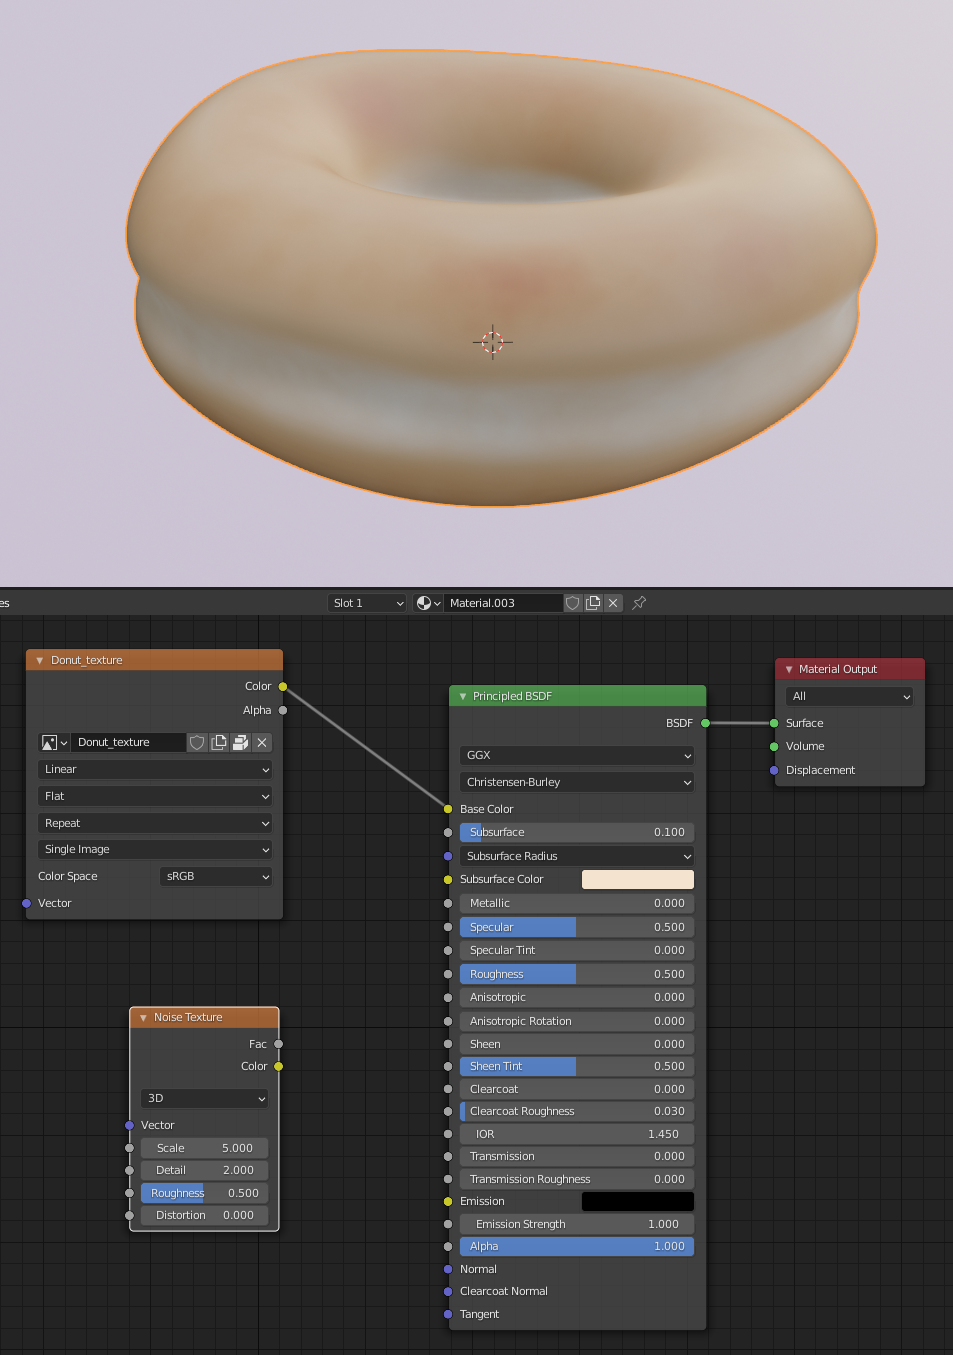 es
Slot 1
Material.003
Donut_texture
Color
Alpha
Donut_texture
Linear
Flat
Repeat
Single Image
Color Space sRGB
Vector
Noise Texture
Fac
Color
3D
Vector
Scale 5.000
Detail 2.000
Roughness 0.500
Distortion 0.000
Principled BSDF
BSDF
GGX
Christensen-Burley
Base Color
Subsurface 0.100
Subsurface Radius
Subsurface Color
Metallic 0.000
Specular 0.500
Specular Tint 0.000
Roughness 0.500
Anisotropic 0.000
Anisotropic Rotation 0.000
Sheen 0.000
Sheen Tint 0.500
Clearcoat 0.000
Clearcoat Roughness 0.030
IOR 1.450
Transmission 0.000
Transmission Roughness 0.000
Emission
Emission Strength 1.000
Alpha 1.000
Normal
Clearcoat Normal
Tangent
Material Output
All
Surface
Volume
Displacement